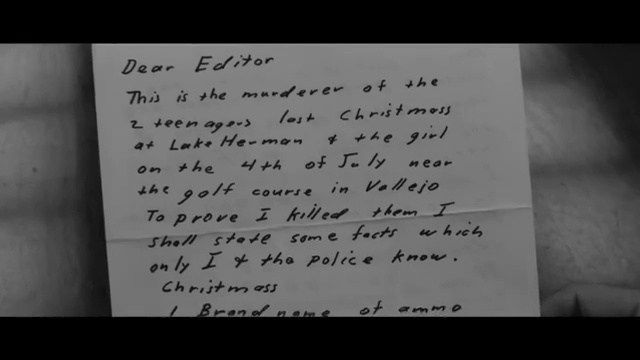 Dear Editor
This is the murderer of the
2 teenagers last Christmass
at Lake Herman & the girl
on the 4th of July near
the golf course in Vallejo
To prove I killed them I
shall state some facts which
only I & the police know.
Christmass
1 Brand name of ammo